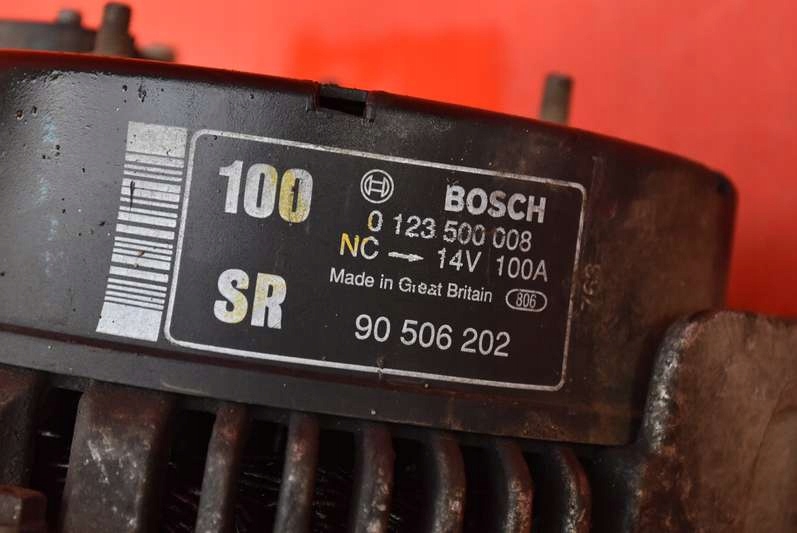 100
BOSCH
0 123 500 008
NC → 14V 100A
Made in Great Britain 806
SR
90 506 202